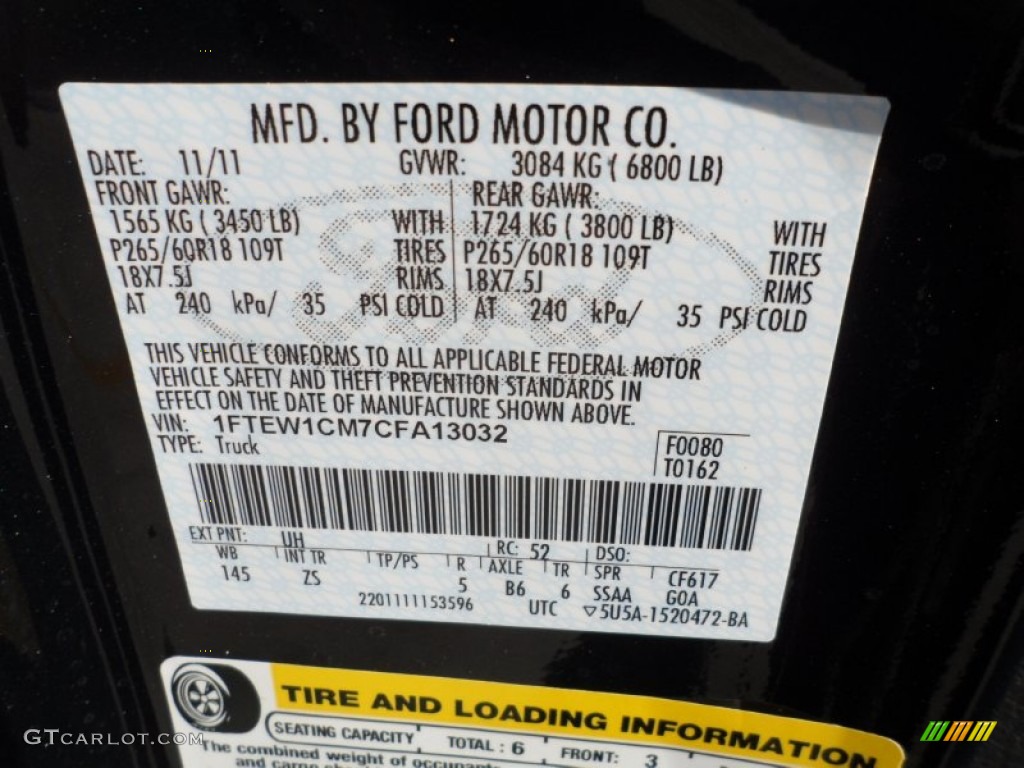 MFD. BY FORD MOTOR CO.
DATE: 11/11 GVWR: 3084 KG ( 6800 LB)
FRONT GAWR: REAR GAWR:
1565 KG ( 3450 LB) WITH 1724 KG ( 3800 LB) WITH
P265/60R18 109T TIRES P265/60R18 109T TIRES
18X7.5J RIMS 18X7.5J RIMS
AT 240 kPa/ 35 PSI COLD AT 240 kPa/ 35 PSI COLD
THIS VEHICLE CONFORMS TO ALL APPLICABLE FEDERAL MOTOR
VEHICLE SAFETY AND THEFT PREVENTION STANDARDS IN
EFFECT ON THE DATE OF MANUFACTURE SHOWN ABOVE.
VIN: 1FTEW1CM7CFA13032
TYPE: Truck
F0080
T0162
EXT PNT: UH RC: 52 DSO:
WB INT TR TP/PS R AXLE TR SPR CF617
145 ZS 5 B6 6 SSAA GOA
2201111153596 UTC ▽5U5A-1520472-BA
TIRE AND LOADING INFORMATION
SEATING CAPACITY TOTAL : 6 FRONT: 3
The combined weight of occupants
Ford
GTCarlot.com